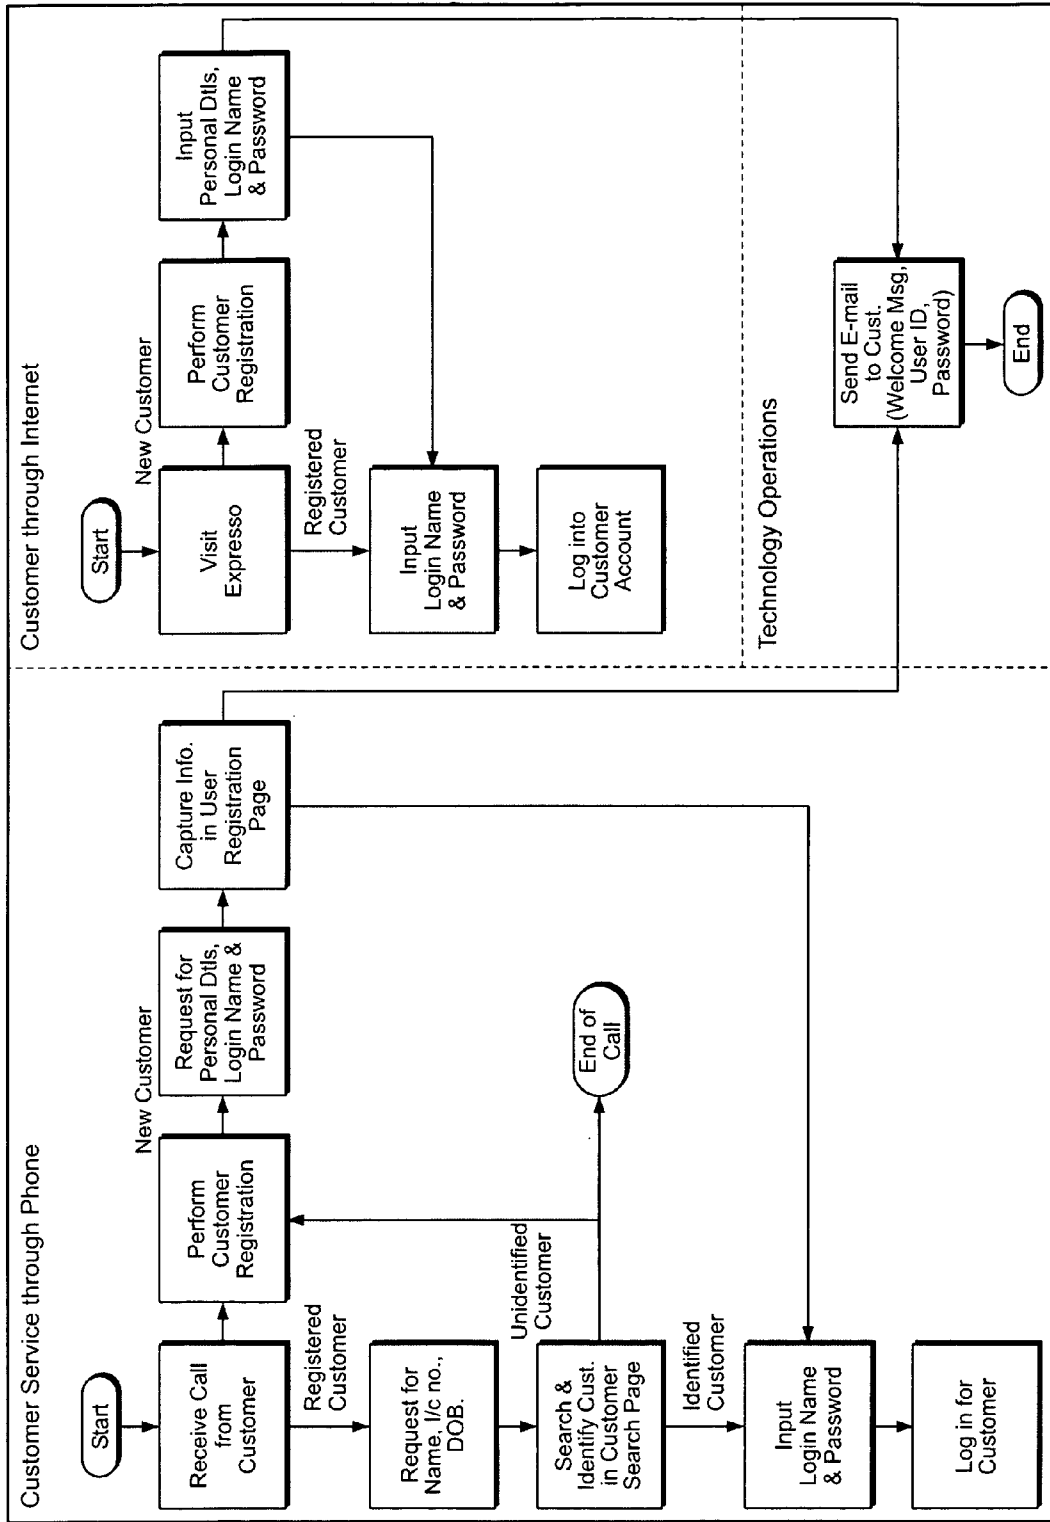 Customer Service through Phone
Start
Receive Call
from
Customer
New Customer
Perform
Customer
Registration
Request for
Personal Dtls,
Login Name &
Password
Capture Info.
in User
Registration
Page
Registered
Customer
Request for
Name, I/c no.,
DOB.
Search &
Identify Cust.
in Customer
Search Page
Unidentified
Customer
End of
Call
Identified
Customer
Input
Login Name
& Password
Log in for
Customer
Customer through Internet
Start
Visit
Expresso
New Customer
Perform
Customer
Registration
Input
Personal Dtls,
Login Name
& Password
Registered
Customer
Input
Login Name
& Password
Log into
Customer
Account
Technology Operations
Send E-mail
to Cust.
(Welcome Msg,
User ID,
Password)
End